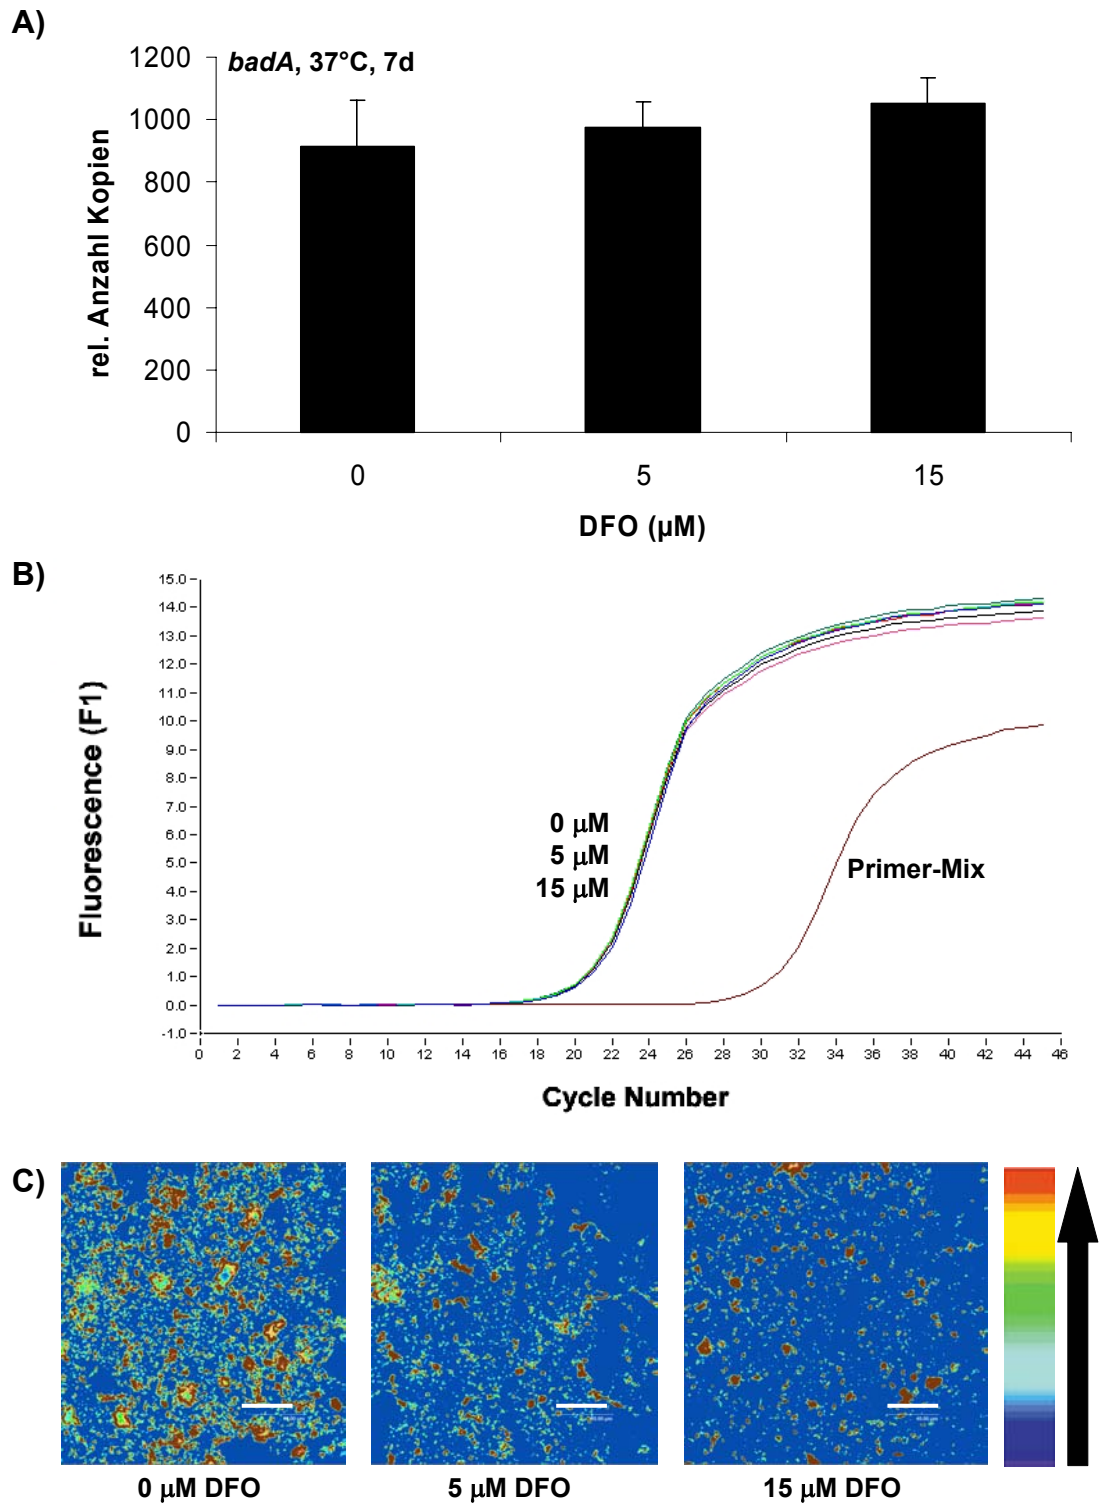 A)
badA, 37°C, 7d
1200
1000
800
600
400
200
0
rel. Anzahl Kopien
0 5 15
DFO (µM)
B)
15.0
14.0
13.0
12.0
11.0
10.0
9.0
8.0
7.0
6.0
5.0
4.0
3.0
2.0
1.0
0.0
-1.0
Fluorescence (F1)
0 µM
5 µM
15 µM
Primer-Mix
0 2 4 6 8 10 12 14 16 18 20 22 24 26 28 30 32 34 36 38 40 42 44 46
Cycle Number
C)
0 µM DFO
5 µM DFO
15 µM DFO